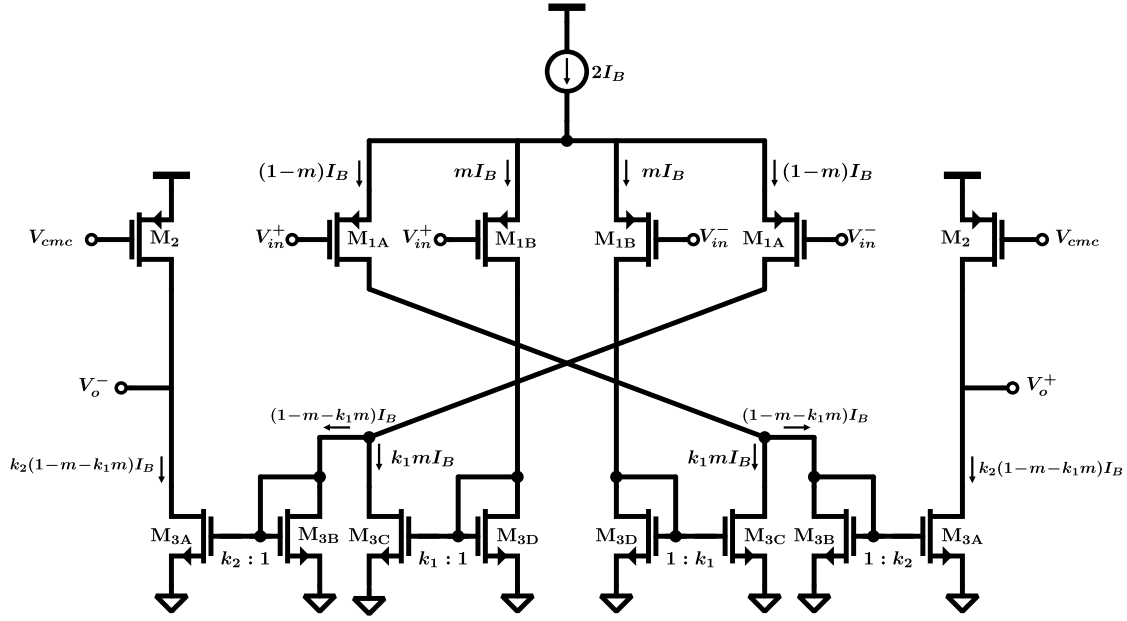 2I_B
(1−m)I_B mI_B mI_B (1−m)I_B
V_cmc M_2 V_in^+ M_1A V_in^+ M_1B M_1B V_in^- M_1A V_in^- M_2 V_cmc
V_o^- V_o^+
(1−m−k_1m)I_B (1−m−k_1m)I_B
k_2(1−m−k_1m)I_B k_1mI_B k_1mI_B k_2(1−m−k_1m)I_B
M_3A M_3B M_3C M_3D M_3D M_3C M_3B M_3A
k_2 : 1 k_1 : 1 1 : k_1 1 : k_2